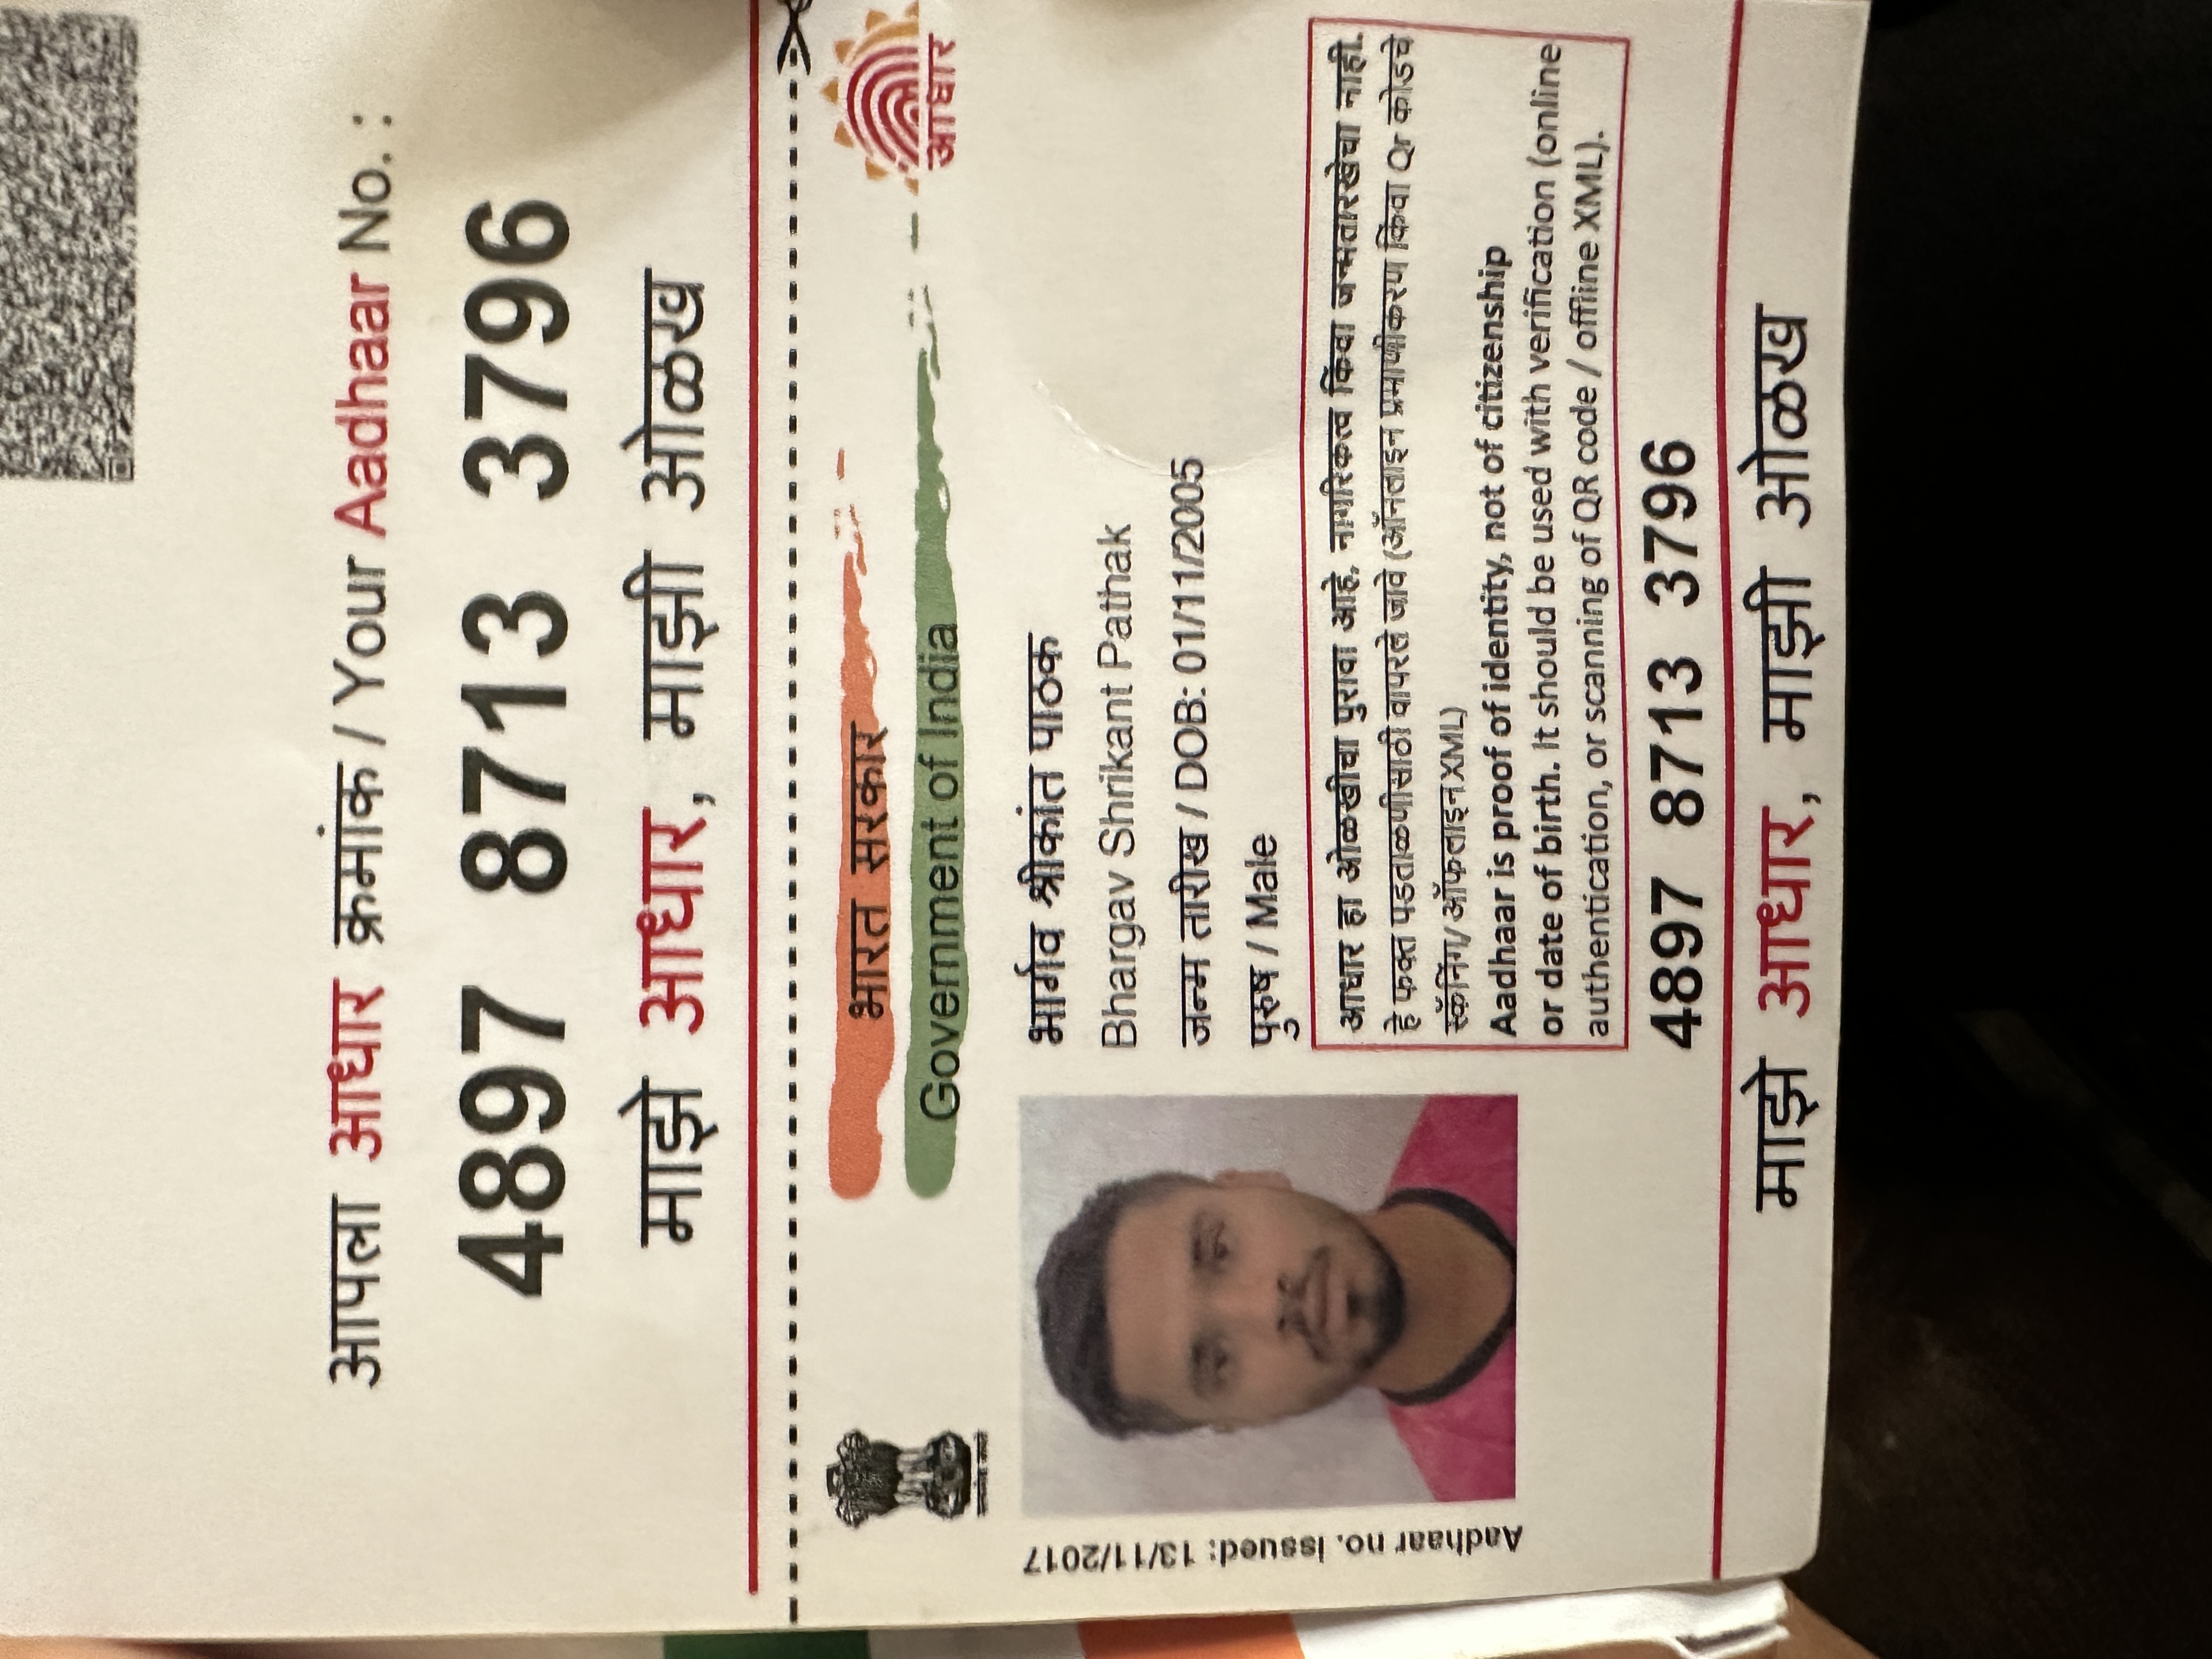 आपला आधार क्रमांक / Your Aadhaar No. :
4897 8713 3796
माझे आधार, माझी ओळख
भारत सरकार
Government of India
आधार
Aadhaar no. issued: 13/11/2017
भार्गव श्रीकांत पाठक
Bhargav Shrikant Pathak
जन्म तारीख / DOB: 01/11/2005
पुरुष / Male
आधार हा ओळखीचा पुरावा आहे, नागरिकत्व किंवा जन्मतारखेचा नाही.
हे फक्त पडताळणीसाठी वापरले जावे (ऑनलाइन प्रमाणीकरण किंवा Qr कोडचे
स्कॅनिंग/ ऑफलाइन XML)
Aadhaar is proof of identity, not of citizenship
or date of birth. It should be used with verification (online
authentication, or scanning of QR code / offline XML).
4897 8713 3796
माझे आधार, माझी ओळख